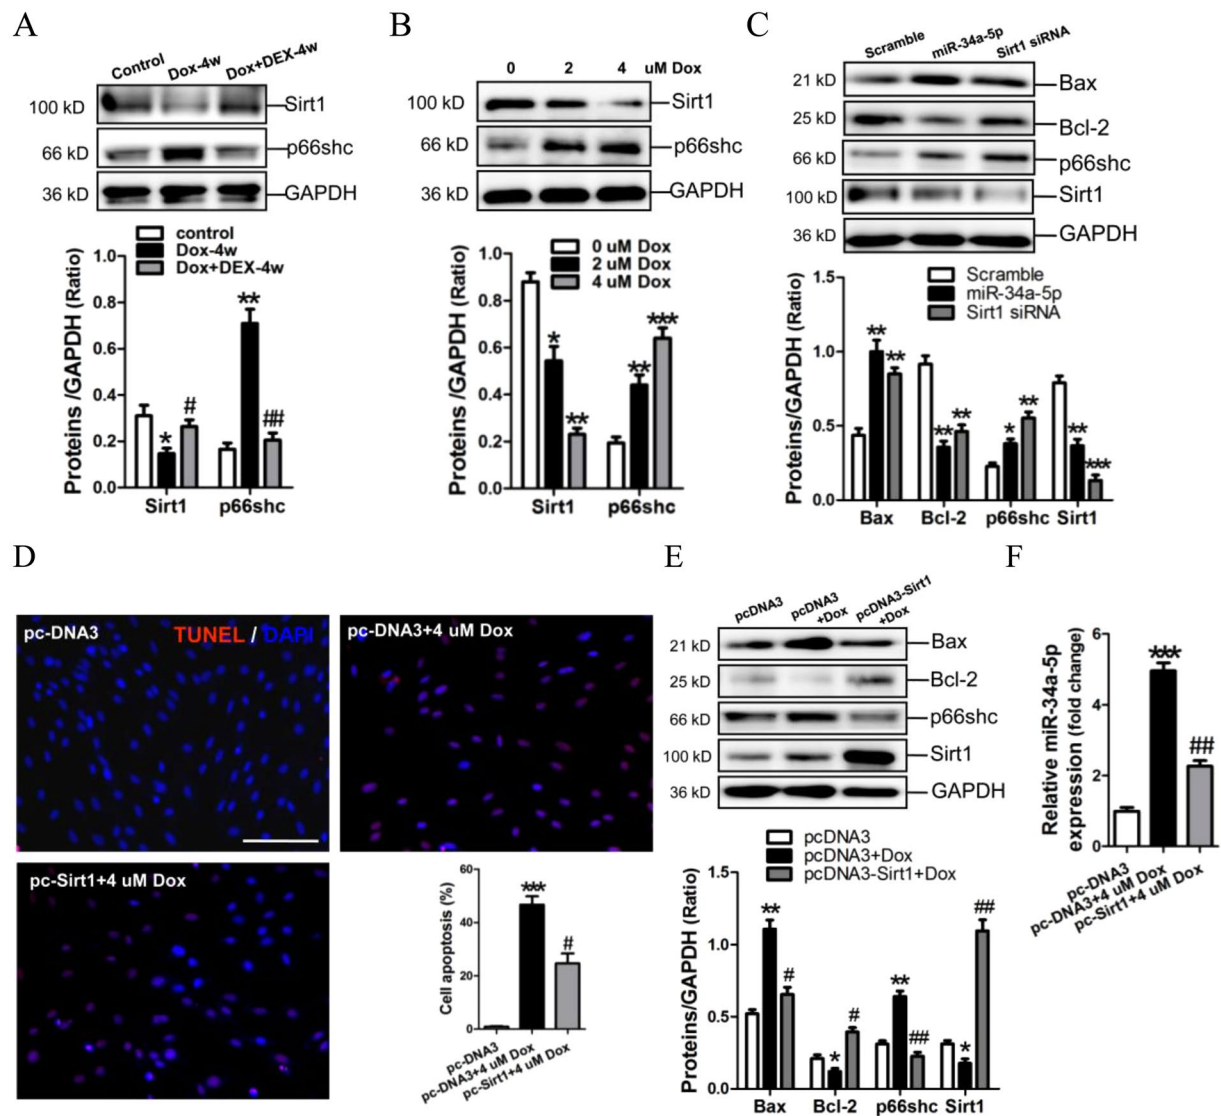 A
Control Dox-4w Dox+DEX-4w
100 kD Sirt1
66 kD p66shc
36 kD GAPDH
control
Dox-4w
Dox+DEX-4w
Proteins /GAPDH (Ratio)
1.0
0.8
0.6
0.4
0.2
0.0
* # ** ##
Sirt1 p66shc
B
0 2 4 uM Dox
100 kD Sirt1
66 kD p66shc
36 kD GAPDH
0 uM Dox
2 uM Dox
4 uM Dox
Proteins /GAPDH (Ratio)
1.0
0.8
0.6
0.4
0.2
0.0
* ** ** ***
Sirt1 p66shc
C
Scramble miR-34a-5p Sirt1 siRNA
21 kD Bax
25 kD Bcl-2
66 kD p66shc
100 kD Sirt1
36 kD GAPDH
Scramble
miR-34a-5p
Sirt1 siRNA
Proteins/GAPDH (Ratio)
1.5
1.0
0.5
0.0
** ** ** ** * ** ** ***
Bax Bcl-2 p66shc Sirt1
D
pc-DNA3 TUNEL / DAPI
pc-DNA3+4 uM Dox
pc-Sirt1+4 uM Dox
Cell apoptosis (%)
60
40
20
0
*** #
pc-DNA3
pc-DNA3+4 uM Dox
pc-Sirt1+4 uM Dox
E
pcDNA3 pcDNA3 +Dox pcDNA3-Sirt1 +Dox
21 kD Bax
25 kD Bcl-2
66 kD p66shc
100 kD Sirt1
36 kD GAPDH
pcDNA3
pcDNA3+Dox
pcDNA3-Sirt1+Dox
Proteins/GAPDH (Ratio)
1.5
1.0
0.5
0.0
** # * # ** ## * ##
Bax Bcl-2 p66shc Sirt1
F
Relative miR-34a-5p
expression (fold change)
6
4
2
0
*** ##
pc-DNA3
pc-DNA3+4 uM Dox
pc-Sirt1+4 uM Dox